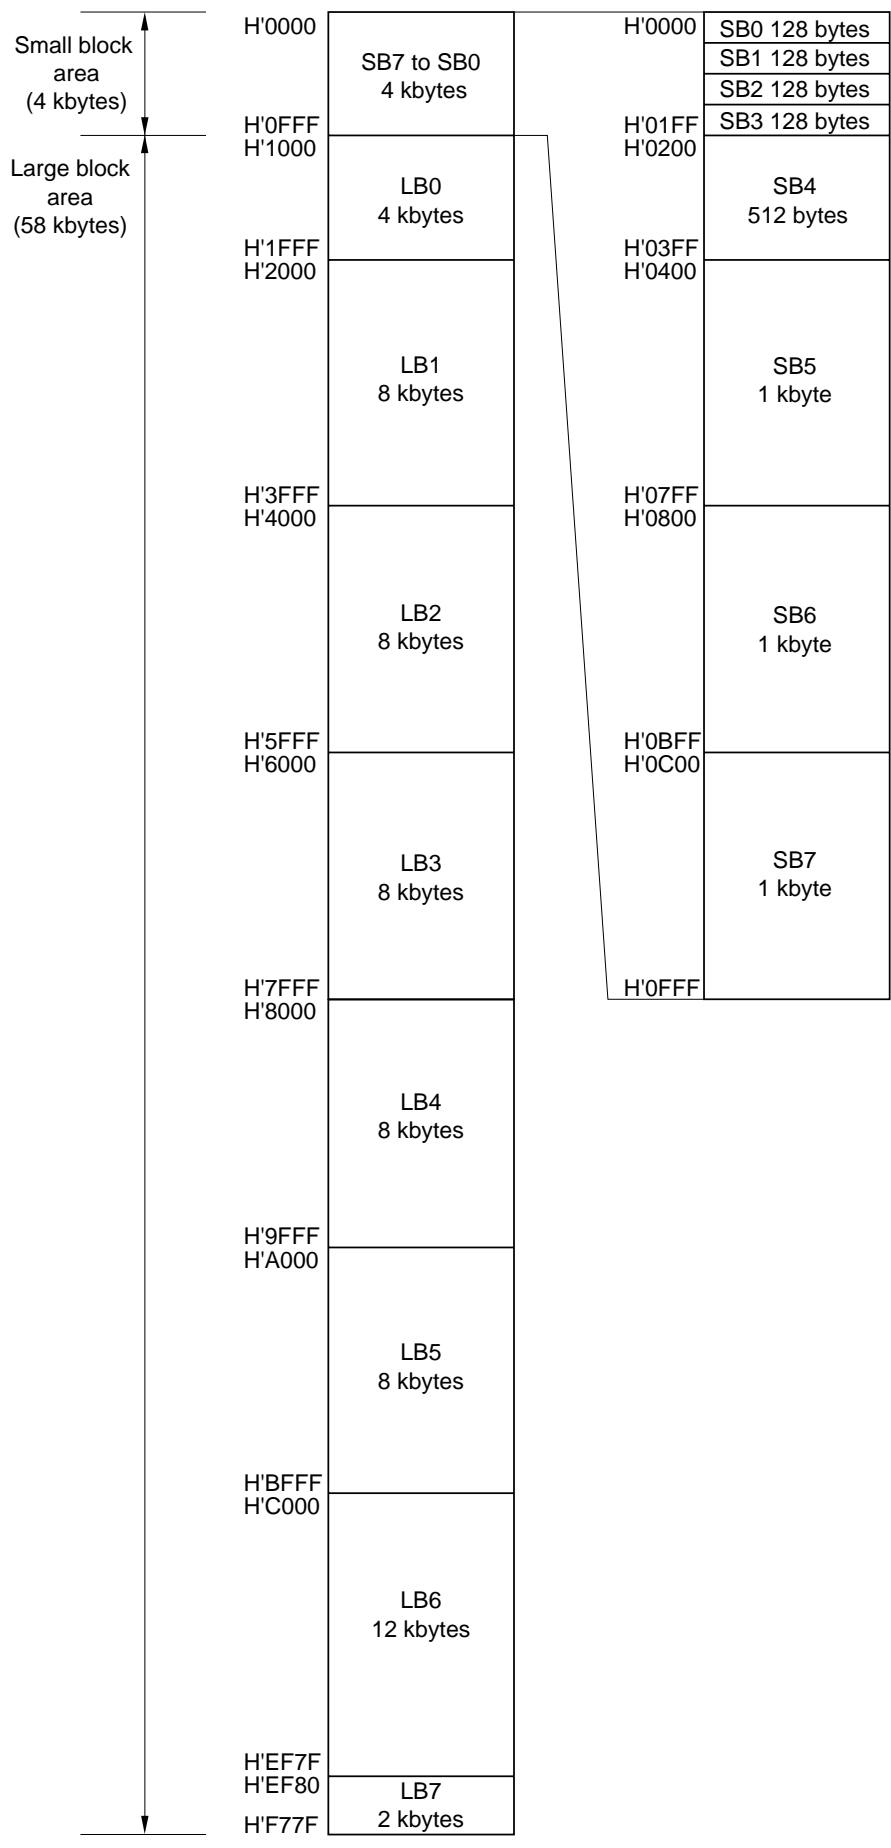 Small block
area
(4 kbytes)
Large block
area
(58 kbytes)
H'0000
SB7 to SB0
4 kbytes
H'0FFF
H'1000
LB0
4 kbytes
H'1FFF
H'2000
LB1
8 kbytes
H'3FFF
H'4000
LB2
8 kbytes
H'5FFF
H'6000
LB3
8 kbytes
H'7FFF
H'8000
LB4
8 kbytes
H'9FFF
H'A000
LB5
8 kbytes
H'BFFF
H'C000
LB6
12 kbytes
H'EF7F
H'EF80
LB7
2 kbytes
H'F77F
H'0000
SB0 128 bytes
SB1 128 bytes
SB2 128 bytes
SB3 128 bytes
H'01FF
H'0200
SB4
512 bytes
H'03FF
H'0400
SB5
1 kbyte
H'07FF
H'0800
SB6
1 kbyte
H'0BFF
H'0C00
SB7
1 kbyte
H'0FFF